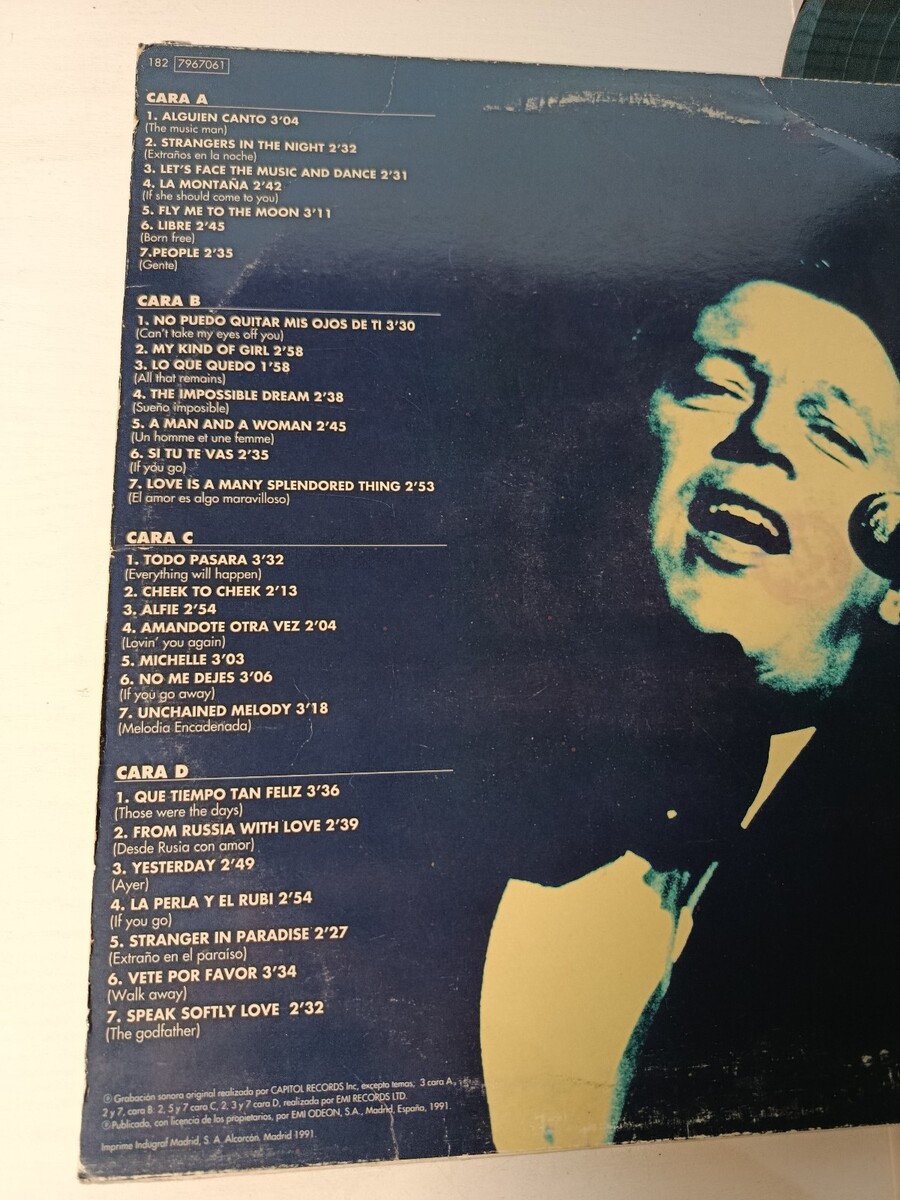 182 7967061
CARA A
1. ALGUIEN CANTO 3'04
(The music man)
2. STRANGERS IN THE NIGHT 2'32
(Extraños en la noche)
3. LET'S FACE THE MUSIC AND DANCE 2'31
4. LA MONTAÑA 2'42
(If she should come to you)
5. FLY ME TO THE MOON 3'11
6. LIBRE 2'45
(Born free)
7.PEOPLE 2'35
(Gente)
CARA B
1. NO PUEDO QUITAR MIS OJOS DE TI 3'30
(Can't take my eyes off you)
2. MY KIND OF GIRL 2'58
3. LO QUE QUEDO 1'58
(All that remains)
4. THE IMPOSSIBLE DREAM 2'38
(Sueño imposible)
5. A MAN AND A WOMAN 2'45
(Un homme et une femme)
6. SI TU TE VAS 2'35
(If you go)
7. LOVE IS A MANY SPLENDORED THING 2'53
(El amor es algo maravilloso)
CARA C
1. TODO PASARA 3'32
(Everything will happen)
2. CHEEK TO CHEEK 2'13
3. ALFIE 2'54
4. AMANDOTE OTRA VEZ 2'04
(Lovin' you again)
5. MICHELLE 3'03
6. NO ME DEJES 3'06
(If you go away)
7. UNCHAINED MELODY 3'18
(Melodia Encadenada)
CARA D
1. QUE TIEMPO TAN FELIZ 3'36
(Those were the days)
2. FROM RUSSIA WITH LOVE 2'39
(Desde Rusia con amor)
3. YESTERDAY 2'49
(Ayer)
4. LA PERLA Y EL RUBI 2'54
(If you go)
5. STRANGER IN PARADISE 2'27
(Extraño en el paraiso)
6. VETE POR FAVOR 3'34
(Walk away)
7. SPEAK SOFTLY LOVE 2'32
(The godfather)
℗ Grabación sonora original realizada por CAPITOL RECORDS Inc, excepto temas; 3 cara A,
2 y 7, cara B. 2, 5 y 7 cara C, 2, 3 y 7 cara D, realizada por EMI RECORDS LTD.
℗ Publicado, con licencia de los propietarios, por EMI ODEON, S.A., Madrid, España, 1991.
Imprime Indugraf Madrid, S. A. Alcorcón. Madrid 1991.